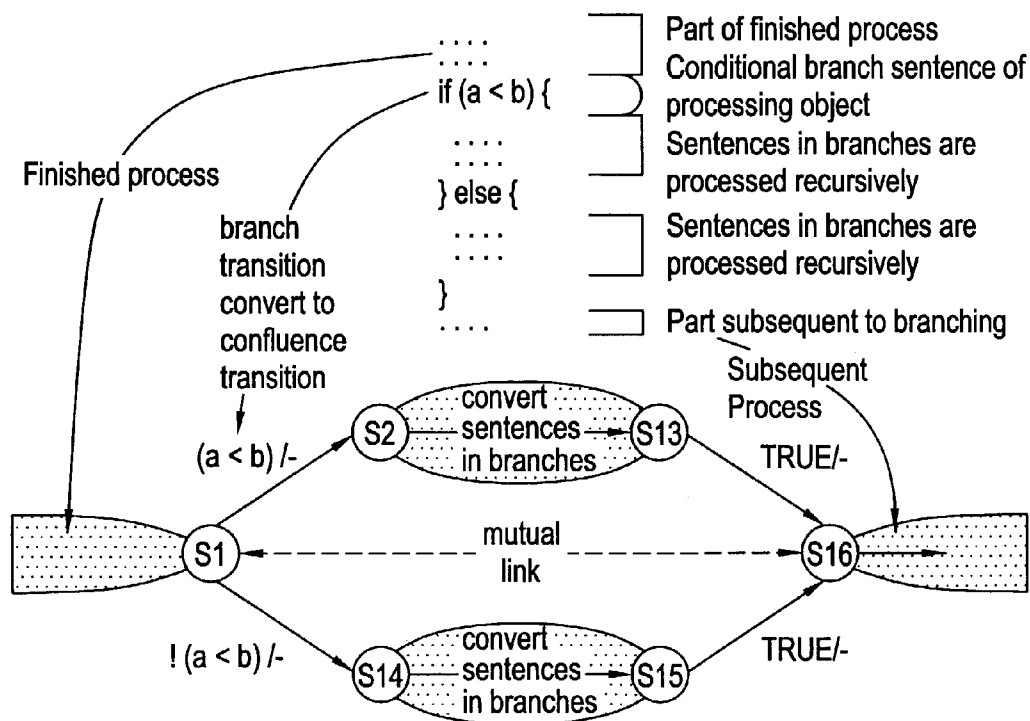 . . . .
. . . .
if (a < b) {
. . . .
. . . .
} else {
. . . .
. . . .
}
. . . .
Part of finished process
Conditional branch sentence of
processing object
Sentences in branches are
processed recursively
Sentences in branches are
processed recursively
Part subsequent to branching
Finished process
branch
transition
convert to
confluence
transition
Subsequent
Process
(a < b) /-
S2
convert
sentences
in branches
S13
TRUE/-
S1
mutual
link
S16
! (a < b) /-
S14
convert
sentences
in branches
S15
TRUE/-